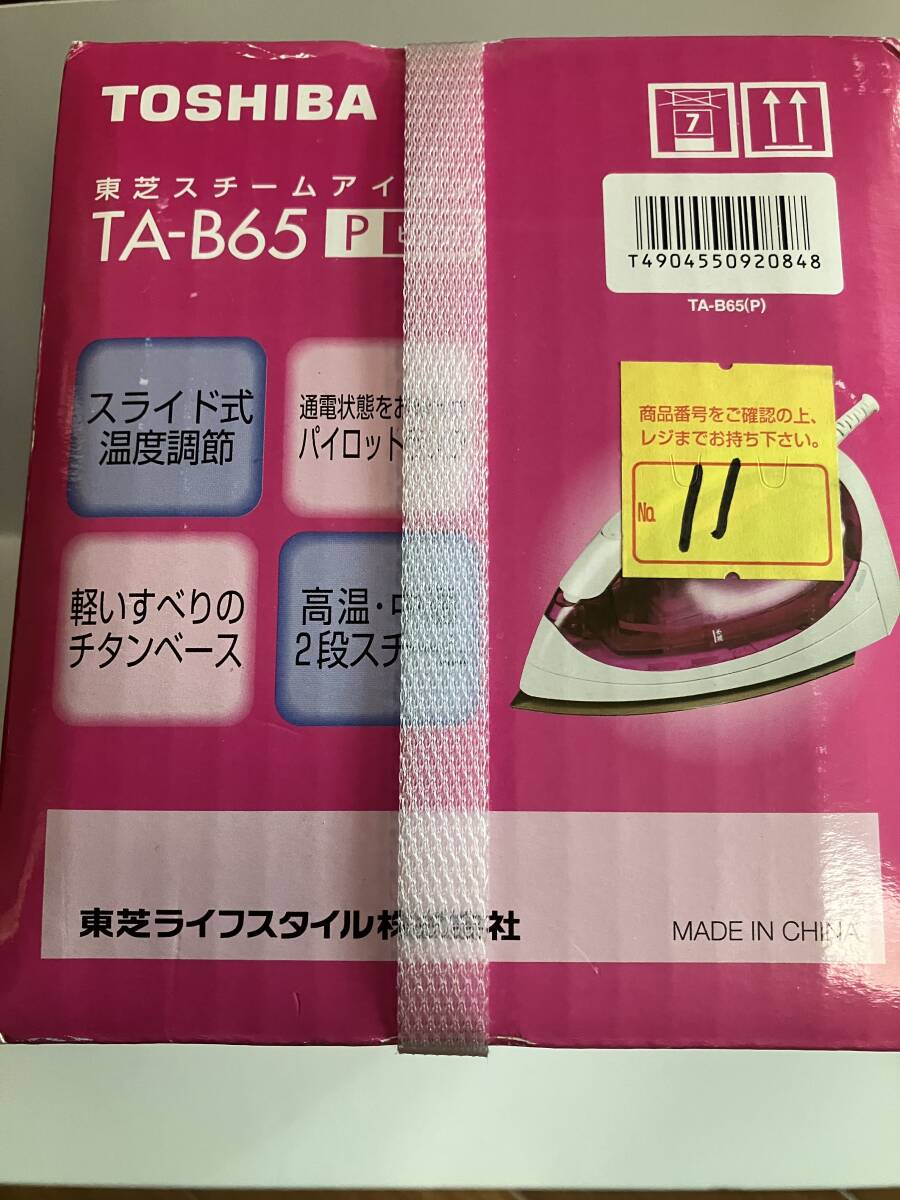 TOSHIBA
7
東芝スチームアイ
TA-B65 P
T4904550920848
TA-B65(P)
スライド式
温度調節
通電状態をお
パイロット
商品番号をご確認の上、
レジまでお持ち下さい。
No. 11
軽いすべりの
チタンベース
高温・中
2段スチ
東芝ライフスタイル株式会社
MADE IN CHINA